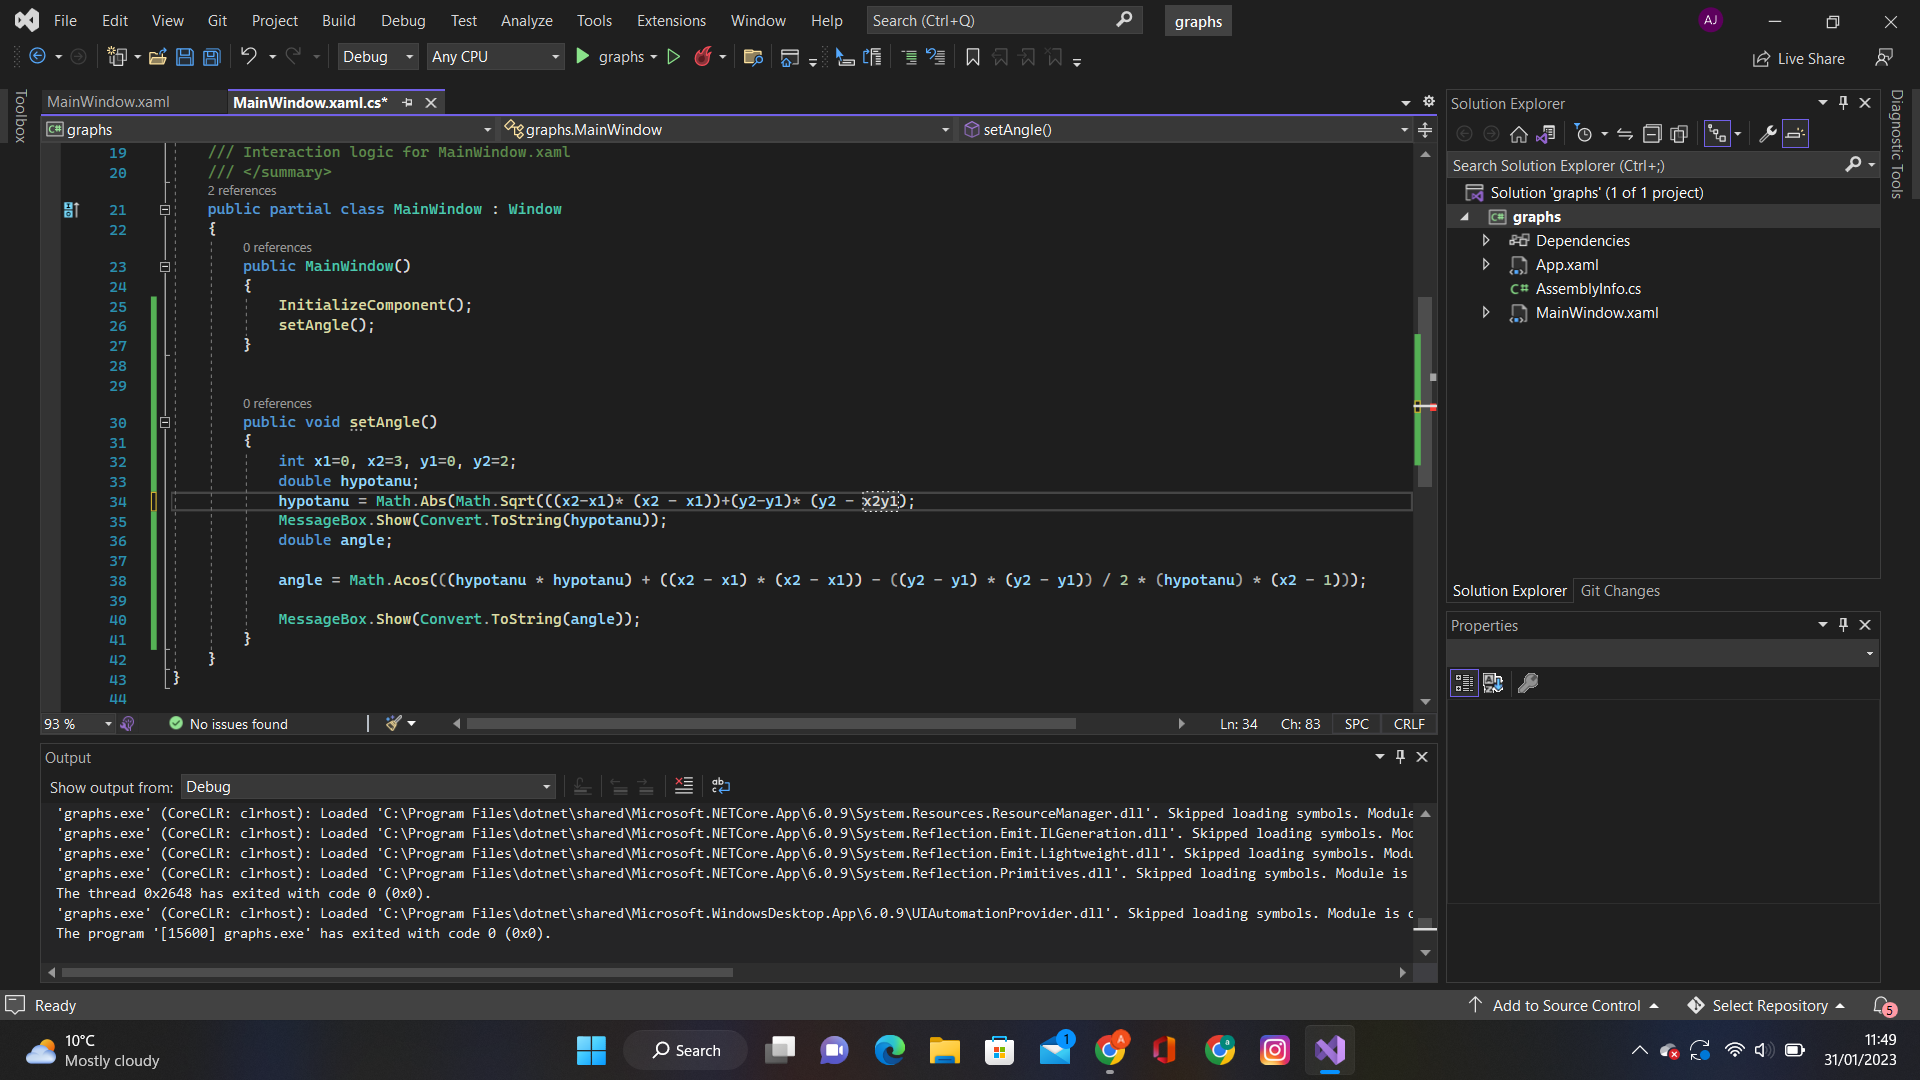 File Edit View Git Project Build Debug Test Analyze Tools Extensions Window Help Search (Ctrl+Q) graphs AJ
Debug Any CPU graphs Live Share
Toolbox
MainWindow.xaml MainWindow.xaml.cs*
graphs graphs.MainWindow setAngle()
19 /// Interaction logic for MainWindow.xaml
20 /// </summary>
2 references
21 public partial class MainWindow : Window
22 {
0 references
23 public MainWindow()
24 {
25 InitializeComponent();
26 setAngle();
27 }
28
29
0 references
30 public void setAngle()
31 {
32 int x1=0, x2=3, y1=0, y2=2;
33 double hypotanu;
34 hypotanu = Math.Abs(Math.Sqrt(((x2-x1)* (x2 - x1))+(y2-y1)* (y2 - x2y1);
35 MessageBox.Show(Convert.ToString(hypotanu));
36 double angle;
37
38 angle = Math.Acos(((hypotanu * hypotanu) + ((x2 - x1) * (x2 - x1)) - ((y2 - y1) * (y2 - y1)) / 2 * (hypotanu) * (x2 - 1)));
39
40 MessageBox.Show(Convert.ToString(angle));
41 }
42 }
43 }
44
93 % No issues found Ln: 34 Ch: 83 SPC CRLF
Output
Show output from: Debug
'graphs.exe' (CoreCLR: clrhost): Loaded 'C:\Program Files\dotnet\shared\Microsoft.NETCore.App\6.0.9\System.Resources.ResourceManager.dll'. Skipped loading symbols. Module
'graphs.exe' (CoreCLR: clrhost): Loaded 'C:\Program Files\dotnet\shared\Microsoft.NETCore.App\6.0.9\System.Reflection.Emit.ILGeneration.dll'. Skipped loading symbols. Mod
'graphs.exe' (CoreCLR: clrhost): Loaded 'C:\Program Files\dotnet\shared\Microsoft.NETCore.App\6.0.9\System.Reflection.Emit.Lightweight.dll'. Skipped loading symbols. Modu
'graphs.exe' (CoreCLR: clrhost): Loaded 'C:\Program Files\dotnet\shared\Microsoft.NETCore.App\6.0.9\System.Reflection.Primitives.dll'. Skipped loading symbols. Module is
The thread 0x2648 has exited with code 0 (0x0).
'graphs.exe' (CoreCLR: clrhost): Loaded 'C:\Program Files\dotnet\shared\Microsoft.WindowsDesktop.App\6.0.9\UIAutomationProvider.dll'. Skipped loading symbols. Module is o
The program '[15600] graphs.exe' has exited with code 0 (0x0).
Solution Explorer
Search Solution Explorer (Ctrl+;)
Solution 'graphs' (1 of 1 project)
graphs
Dependencies
App.xaml
AssemblyInfo.cs
MainWindow.xaml
Solution Explorer Git Changes
Properties
Diagnostic Tools
Ready Add to Source Control Select Repository 5
10°C
Mostly cloudy
Search
1
A
11:49
31/01/2023